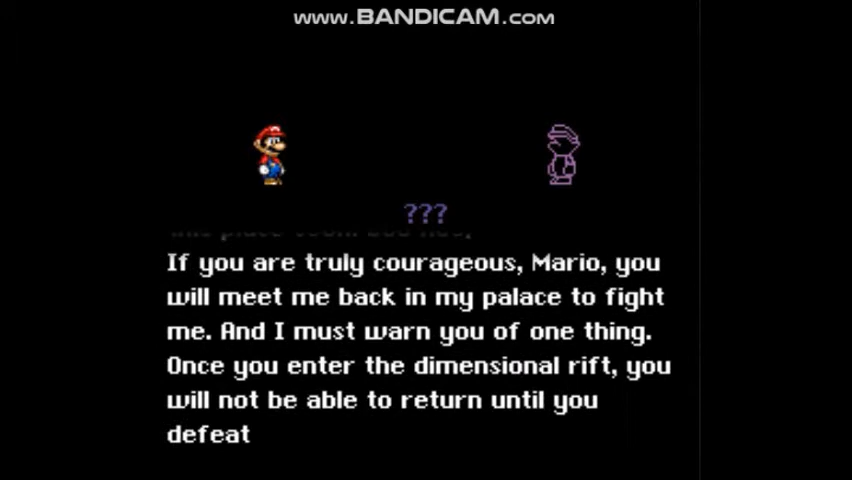 www.BANDICAM.com
???
If you are truly courageous, Mario, you
will meet me back in my palace to fight
me. And I must warn you of one thing.
Once you enter the dimensional rift, you
will not be able to return until you
defeat